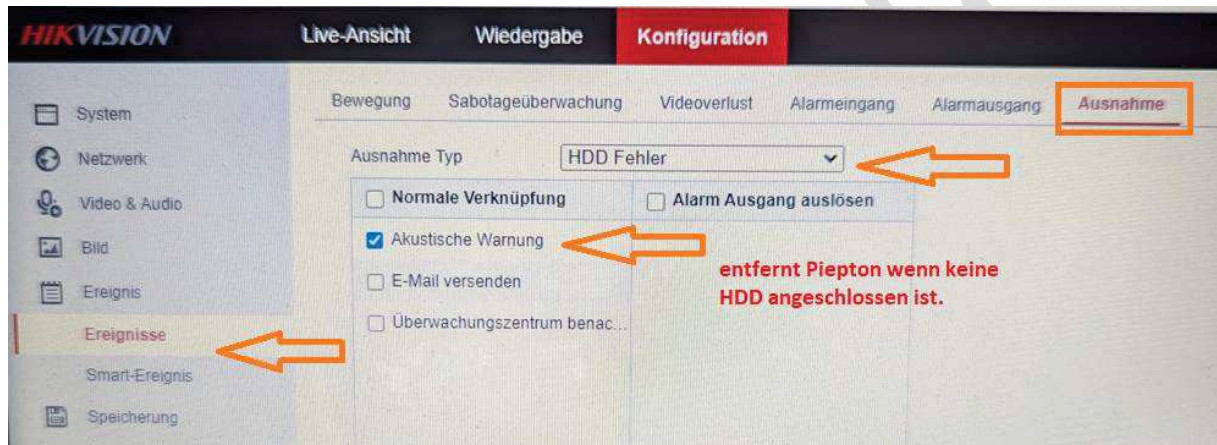 HIKVISION Live-Ansicht Wiedergabe Konfiguration
Bewegung Sabotageüberwachung Videoverlust Alarmeingang Alarmausgang Ausnahme
System
Ausnahme Typ HDD Fehler
Netzwerk
Normale Verknüpfung Alarm Ausgang auslösen
Video & Audio
Akustische Warnung
Bild
entfernt Piepton wenn keine
HDD angeschlossen ist.
E-Mail versenden
Ereignis
Überwachungszentrum benac...
Ereignisse
Smart-Ereignis
Speicherung